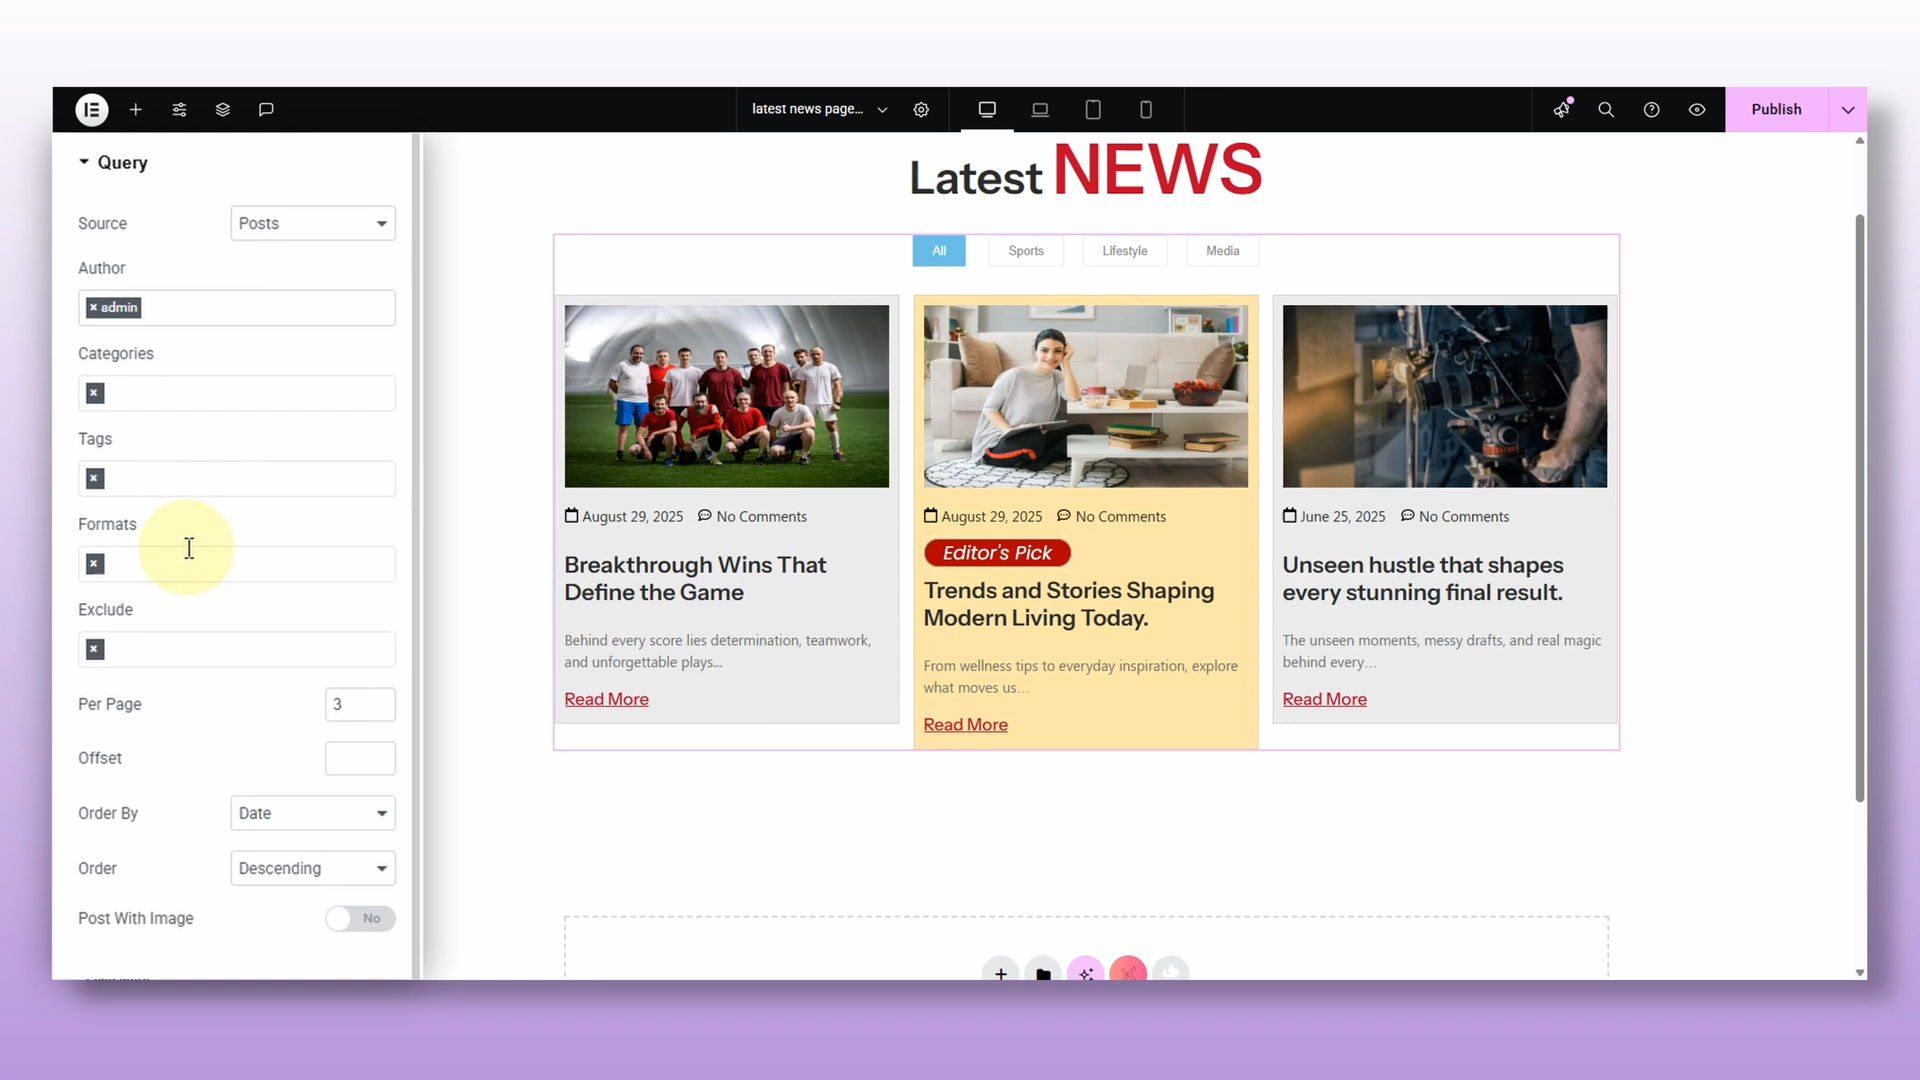 latest news page...
Publish
Query
Source
Posts
Author
× admin
Categories
×
Tags
×
Formats
×
Exclude
×
Per Page
3
Offset
Order By
Date
Order
Descending
Post With Image
No
Latest NEWS
All
Sports
Lifestyle
Media
August 29, 2025
No Comments
Breakthrough Wins That
Define the Game
Behind every score lies determination, teamwork,
and unforgettable plays...
Read More
August 29, 2025
No Comments
Editor's Pick
Trends and Stories Shaping
Modern Living Today.
From wellness tips to everyday inspiration, explore
what moves us...
Read More
June 25, 2025
No Comments
Unseen hustle that shapes
every stunning final result.
The unseen moments, messy drafts, and real magic
behind every...
Read More